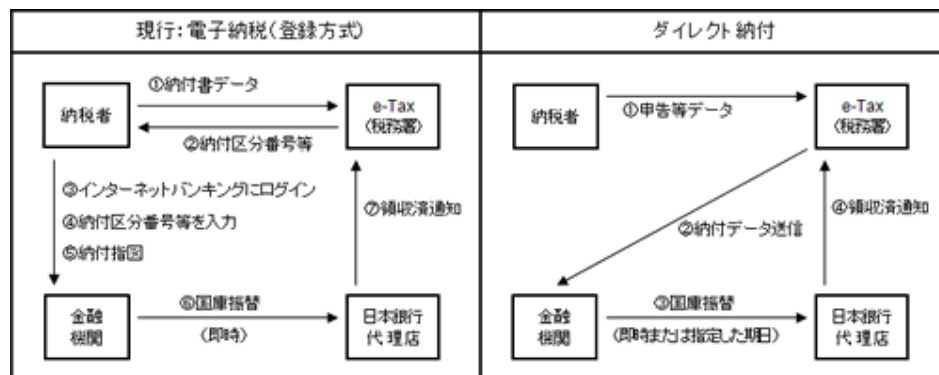 現行：電子納税（登録方式）
納税者
①納付書データ
②納付区分番号等
e-Tax
（税務署）
③インターネットバンキングにログイン
④納付区分番号等を入力
⑤納付指図
⑦領収済通知
金融
機関
⑥国庫振替
（即時）
日本銀行
代理店
ダイレクト納付
納税者
①申告等データ
e-Tax
（税務署）
②納付データ送信
④領収済通知
金融
機関
③国庫振替
（即時または指定した期日）
日本銀行
代理店